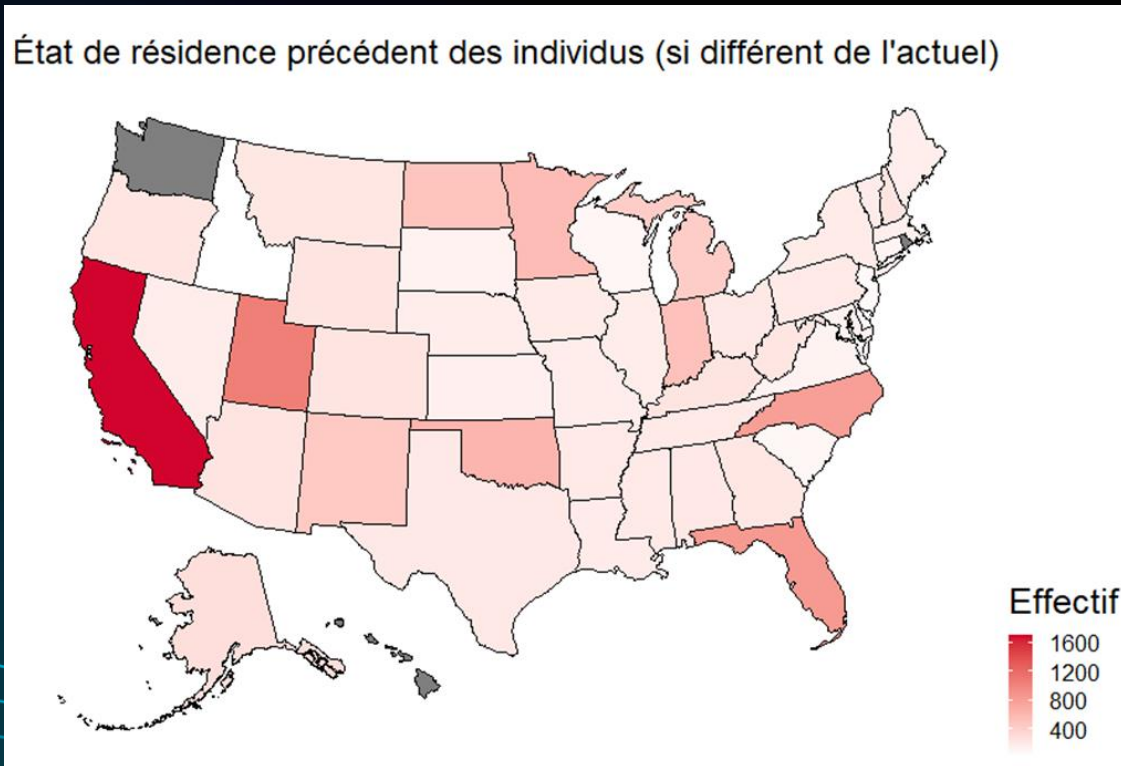 État de résidence précédent des individus (si différent de l'actuel)
Effectif
1600
1200
800
400